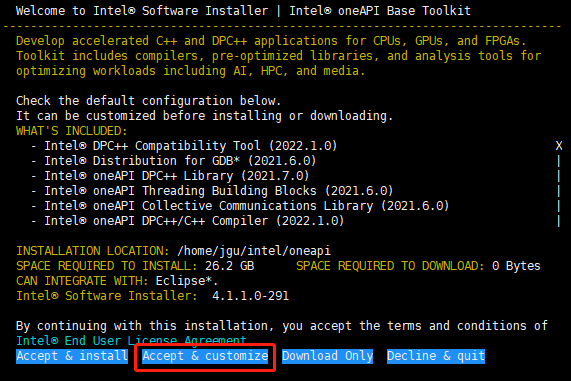 Welcome to Intel® Software Installer | Intel® oneAPI Base Toolkit
--------------------------------------------------------------------------------
Develop accelerated C++ and DPC++ applications for CPUs, GPUs, and FPGAs.
Toolkit includes compilers, pre-optimized libraries, and analysis tools for
optimizing workloads including AI, HPC, and media.
Check the default configuration below.
It can be customized before installing or downloading.
WHAT'S INCLUDED:
- Intel® DPC++ Compatibility Tool (2022.1.0) X
- Intel® Distribution for GDB* (2021.6.0) |
- Intel® oneAPI DPC++ Library (2021.7.0) |
- Intel® oneAPI Threading Building Blocks (2021.6.0) |
- Intel® oneAPI Collective Communications Library (2021.6.0) |
- Intel® oneAPI DPC++/C++ Compiler (2022.1.0) |
INSTALLATION LOCATION: /home/jgu/intel/oneapi
SPACE REQUIRED TO INSTALL: 26.2 GB SPACE REQUIRED TO DOWNLOAD: 0 Bytes
CAN INTEGRATE WITH: Eclipse*.
Intel® Software Installer: 4.1.1.0-291
By continuing with this installation, you accept the terms and conditions of
Intel® End User License Agreement
Accept & install Accept & customize Download Only Decline & quit